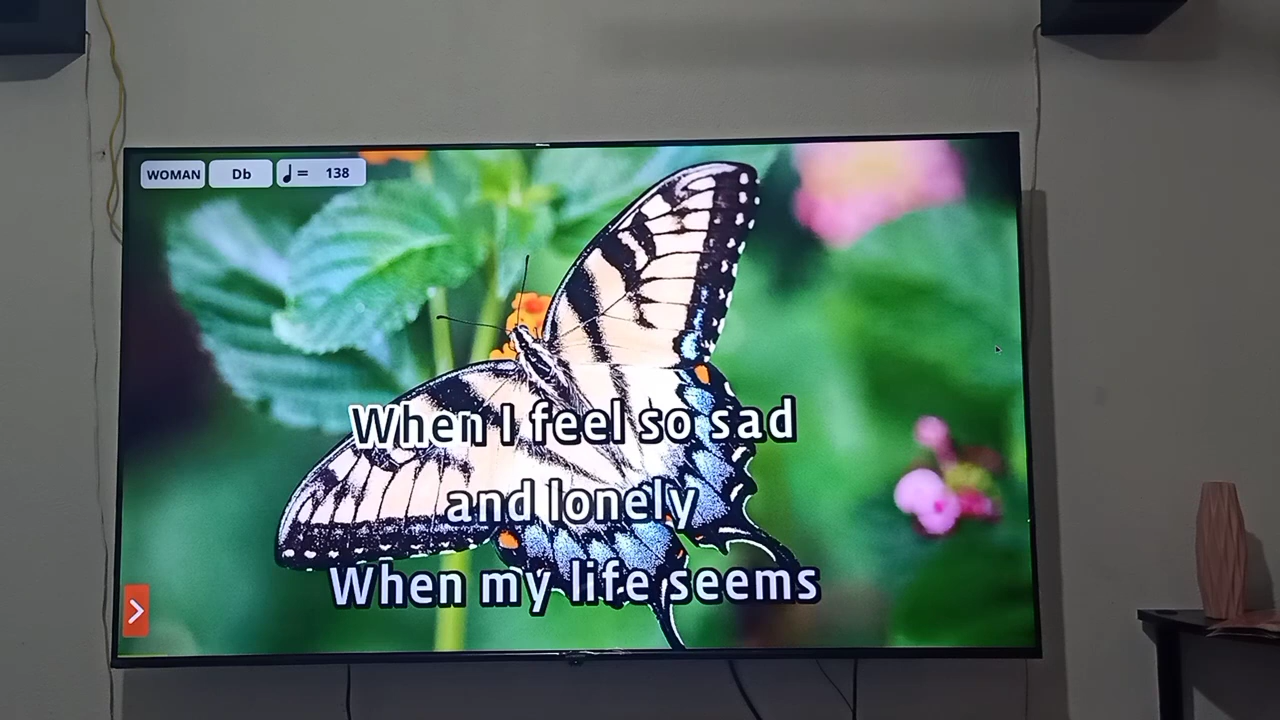 WOMAN Db ♩= 138
When I feel so sad
and lonely
When my life seems